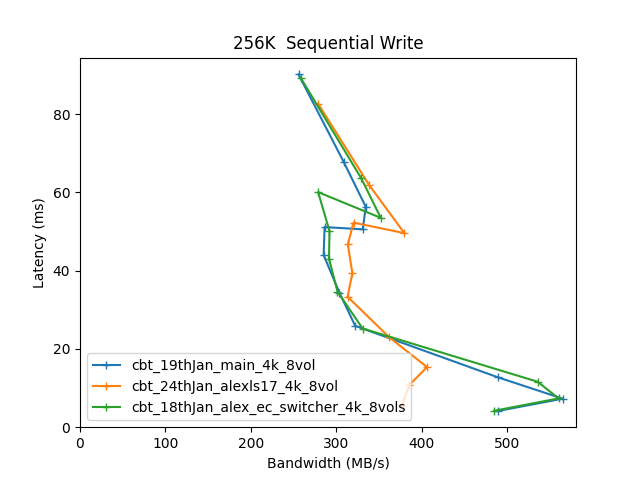 256K  Sequential Write
Latency (ms)
80
60
40
20
0
cbt_19thJan_main_4k_8vol
cbt_24thJan_alexls17_4k_8vol
cbt_18thJan_alex_ec_switcher_4k_8vols
0 100 200 300 400 500
Bandwidth (MB/s)